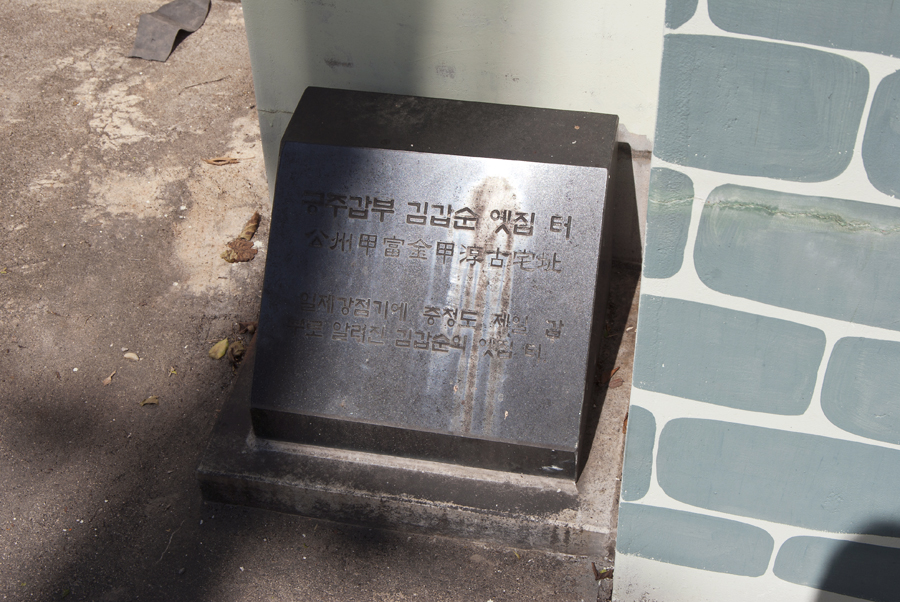 공주갑부 김갑순 옛집 터
公州甲富金甲淳古宅址
일제강점기에 충정도 제일 갑
부로 알려진 김갑순의 옛집 터